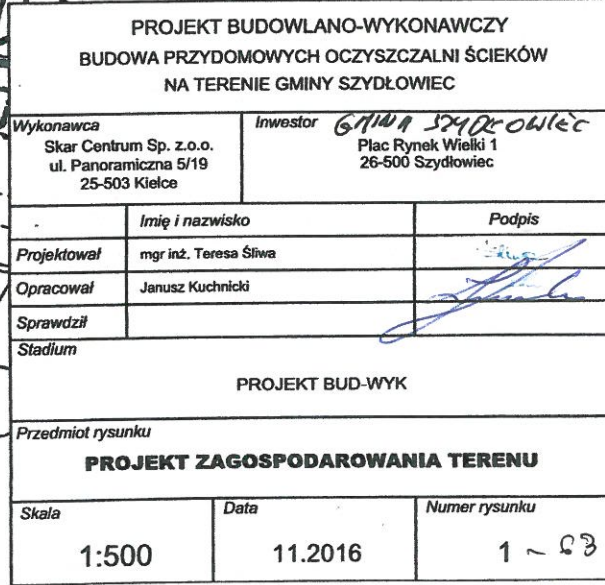 PROJEKT BUDOWLANO-WYKONAWCZY
BUDOWA PRZYDOMOWYCH OCZYSZCZALNI ŚCIEKÓW
NA TERENIE GMINY SZYDŁOWIEC
Wykonawca
Skar Centrum Sp. z.o.o.
ul. Panoramiczna 5/19
25-503 Kielce
Inwestor GMINA SZYDŁOWIEC
Plac Rynek Wielki 1
26-500 Szydłowiec
Imię i nazwisko
Podpis
Projektował
mgr inż. Teresa Śliwa
Opracował
Janusz Kuchnicki
Sprawdził
Stadium
PROJEKT BUD-WYK
Przedmiot rysunku
PROJEKT ZAGOSPODAROWANIA TERENU
Skala
1:500
Data
11.2016
Numer rysunku
1 ~ 63